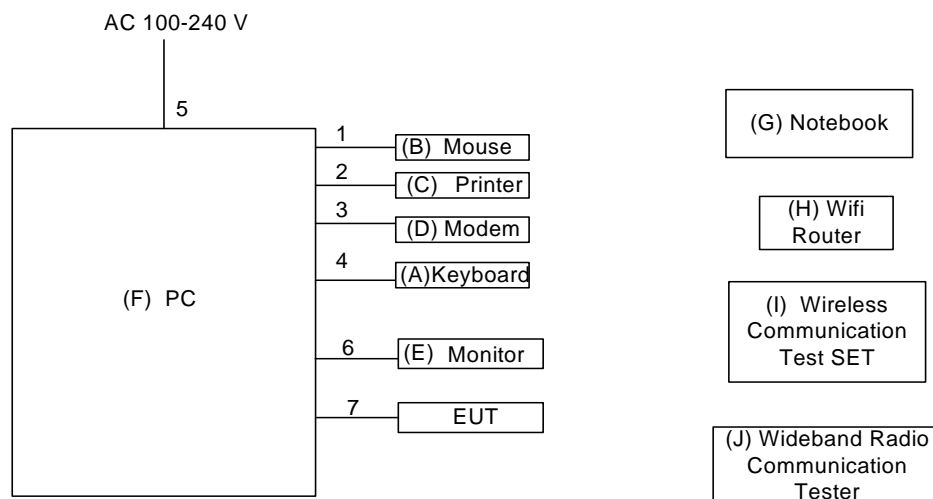 AC 100-240 V
5
1
(B) Mouse
2
(C) Printer
3
(D) Modem
4
(A)Keyboard
(F) PC
6
(E) Monitor
7
EUT
(G) Notebook
(H) Wifi
Router
(I) Wireless
Communication
Test SET
(J) Wideband Radio
Communication
Tester